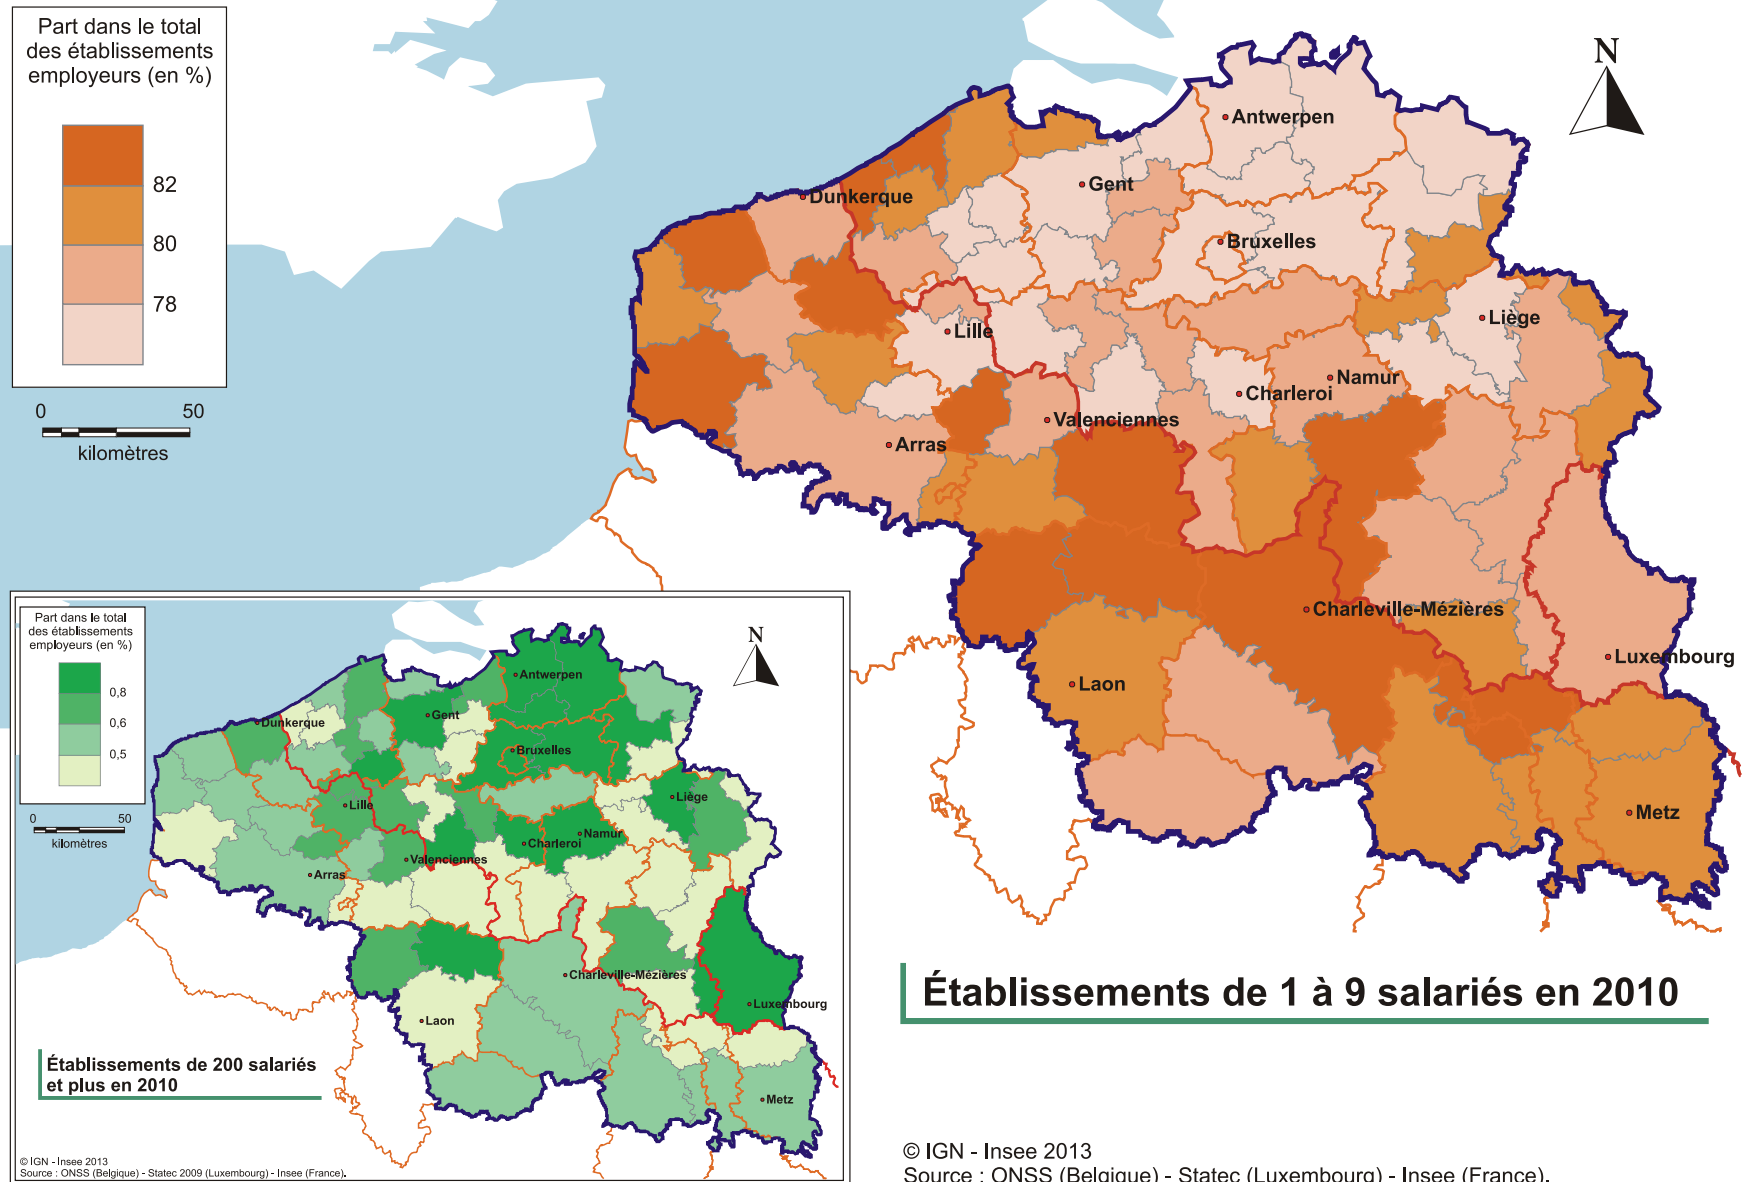 Part dans le total
des établissements
employeurs (en %)
82
80
78
0 50
kilomètres
N
Antwerpen
Gent
Dunkerque
Bruxelles
Liège
Lille
Namur
Charleroi
Valenciennes
Arras
Charleville-Mézières
Luxembourg
Laon
Metz
Établissements de 1 à 9 salariés en 2010
© IGN - Insee 2013
Source : ONSS (Belgique) - Statec (Luxembourg) - Insee (France).
Part dans le total
des établissements
employeurs (en %)
0,8
0,6
0,5
0 50
kilomètres
N
Antwerpen
Gent
Dunkerque
Bruxelles
Liège
Lille
Namur
Charleroi
Valenciennes
Arras
Charleville-Mézières
Luxembourg
Laon
Metz
Établissements de 200 salariés
et plus en 2010
© IGN - Insee 2013
Source : ONSS (Belgique) - Statec 2009 (Luxembourg) - Insee (France).